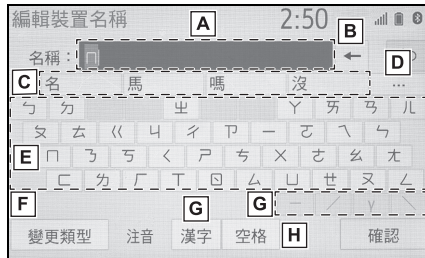 編輯裝置名稱 A 2:50
B
名稱：ㄇ ←
C 名 馬 嗎 沒 D ...
ㄅ ㄉ ㄓ ㄚ ㄞ ㄢ ㄦ
ㄆ ㄊ ㄍ ㄐ ㄔ ㄗ ㄧ ㄛ ㄟ ㄣ
E ㄇ ㄋ ㄎ ㄑ ㄕ ㄘ ㄨ ㄜ ㄠ ㄤ
ㄈ ㄌ ㄏ ㄒ ㄖ ㄙ ㄩ ㄝ ㄡ ㄥ
F G G
變更類型 注音 漢字 空格 H 確認